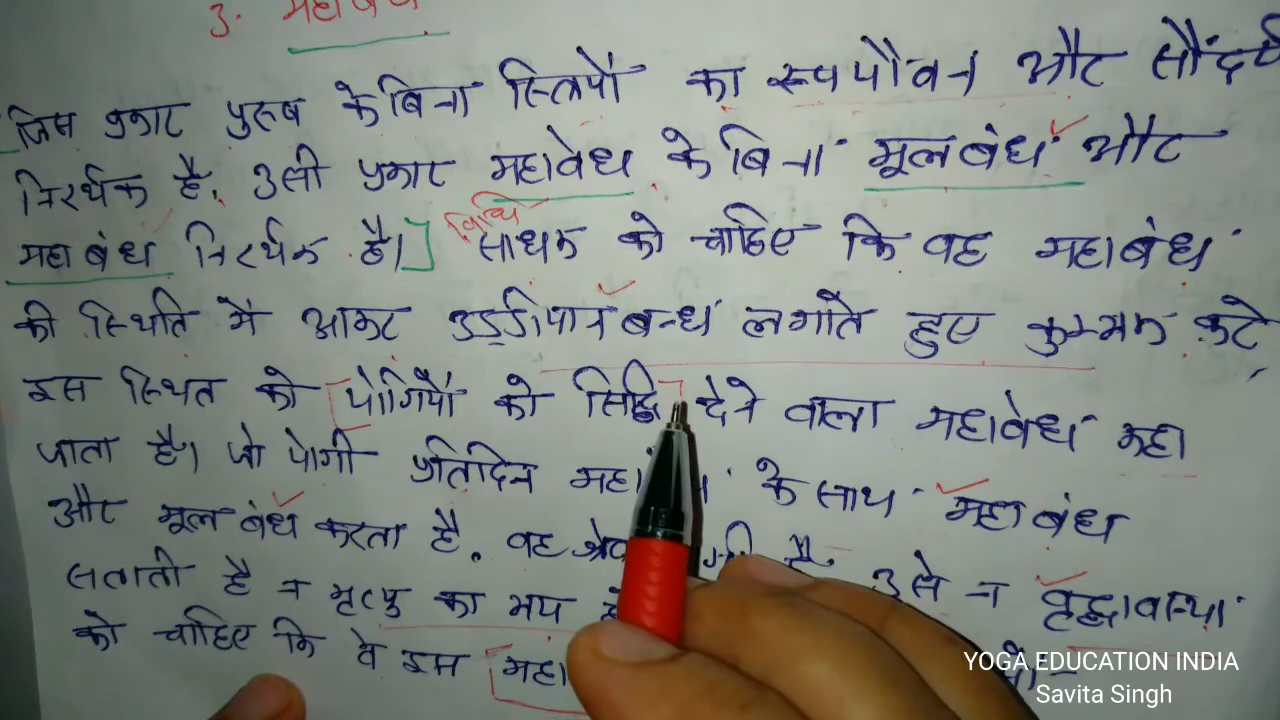 3. महाबंध
जिस प्रकार पुरुष के बिना स्त्रियों का रूप यौवन और सौंदर्य
निरर्थक है, उसी प्रकार महावेध के बिना मूलबंध और
महाबंध निरर्थक है। विधि साधक को चाहिए कि वह महाबंध
की स्थिति में आकर उड्डीयान बन्ध लगाते हुए कुम्भक करे,
इस स्थित को योगियों को सिद्धि देने वाला महावेध कहा
जाता है। जो योगी प्रतिदिन महा के साथ महाबंध
और मूल बंध करता है. वह है. उसे न वृद्धावस्था
सताती है न मृत्यु का भय
को चाहिए कि वे इस महा
YOGA EDUCATION INDIA
Savita Singh